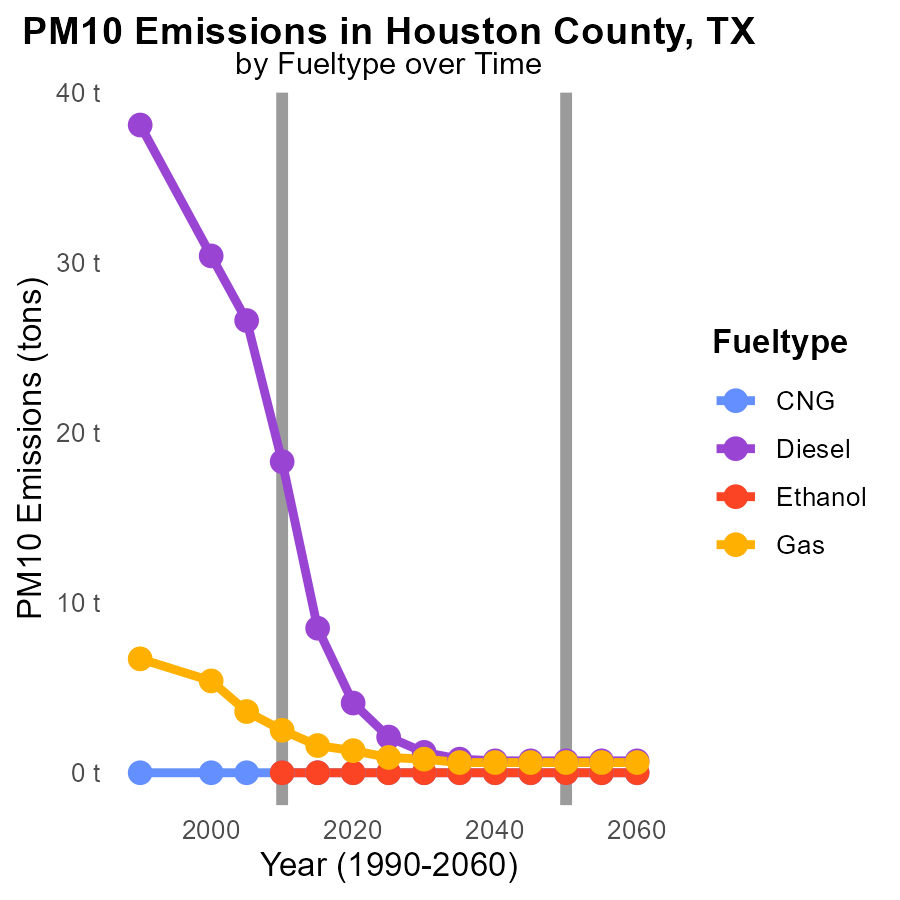 PM10 Emissions in Houston County, TX
by Fueltype over Time
PM10 Emissions (tons)
40 t
30 t
20 t
10 t
0 t
2000 2020 2040 2060
Year (1990-2060)
Fueltype
CNG
Diesel
Ethanol
Gas